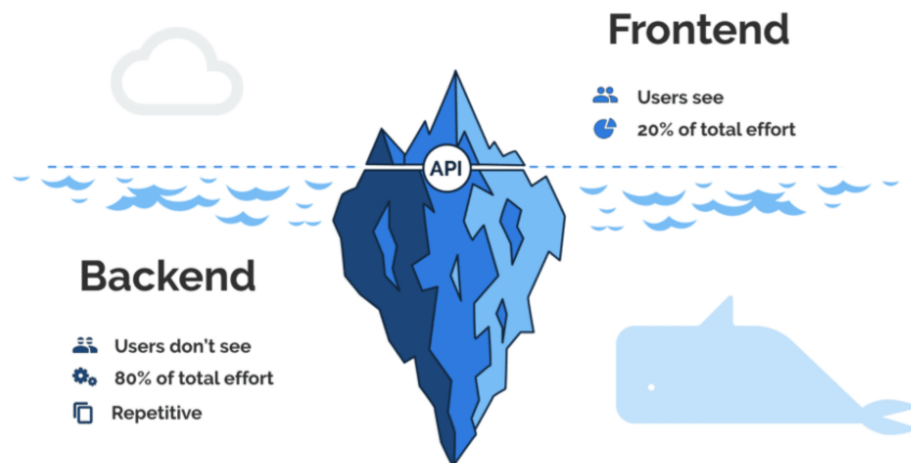 Frontend
Users see
20% of total effort
API
Backend
Users don't see
80% of total effort
Repetitive